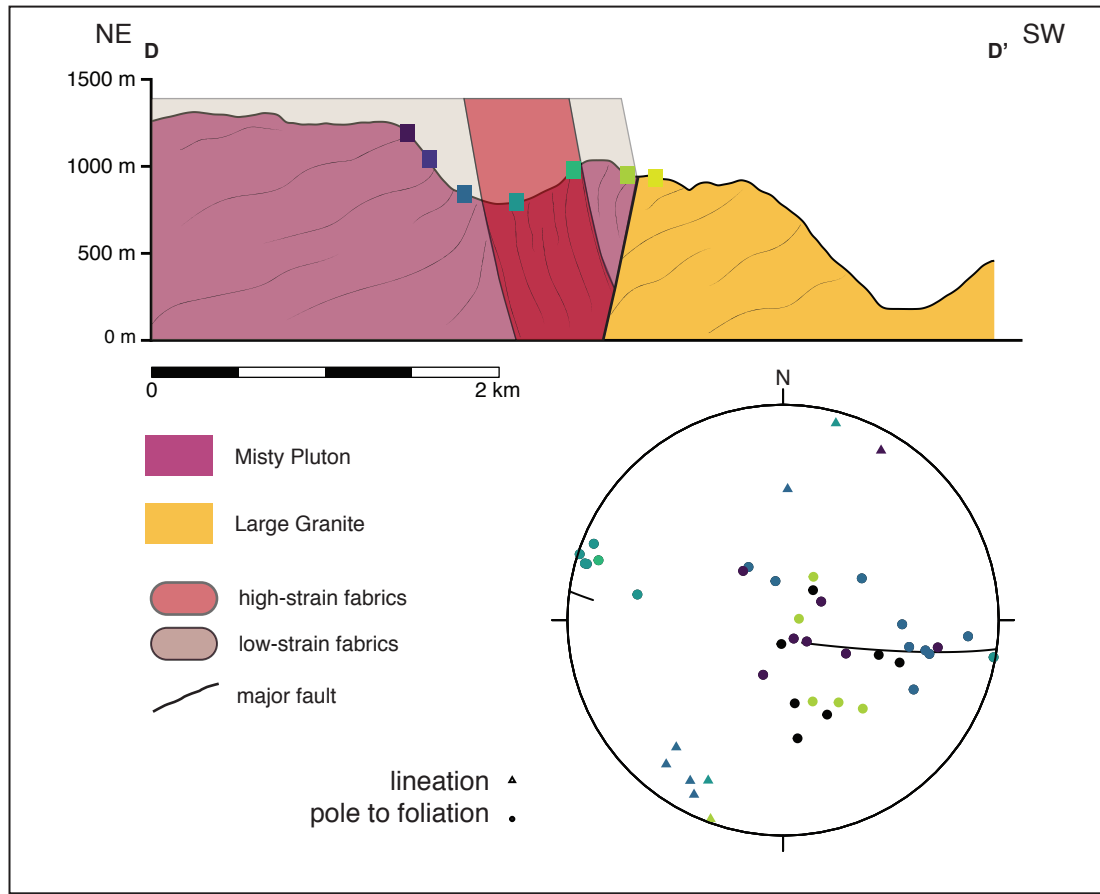 NE
SW
D
D'
1500 m
1000 m
500 m
0 m
0
2 km
N
Misty Pluton
Large Granite
high-strain fabrics
low-strain fabrics
major fault
lineation
pole to foliation